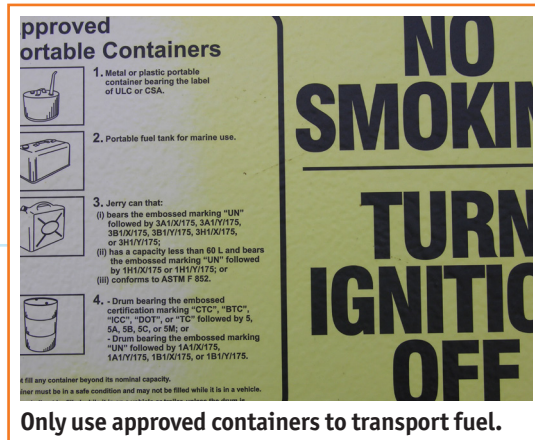 pproved
ortable Containers
1. Metal or plastic portable
container bearing the label
of ULC or CSA.
2. Portable fuel tank for marine use.
3. Jerry can that:
(i) bears the embossed marking "UN"
followed by 3A1/X/175, 3A1/Y/175,
3B1/X/175, 3B1/Y/175, 3H1/X/175,
or 3H1/Y/175;
(ii) has a capacity less than 60 L and bears
the embossed marking "UN" followed
by 1H1/X/175 or 1H1/Y/175; or
(iii) conforms to ASTM F 852.
4. - Drum bearing the embossed
certification marking "CTC", "BTC",
"ICC", "DOT", or "TC" followed by 5,
5A, 5B, 5C, or 5M; or
- Drum bearing the embossed marking
"UN" followed by 1A1/X/175,
1A1/Y/175, 1B1/X/175, or 1B1/Y/175.
t fill any container beyond its nominal capacity.
iner must be in a safe condition and may not be filled while it is in a vehicle.
NO
SMOKIN
TURN
IGNITIO
OFF
Only use approved containers to transport fuel.